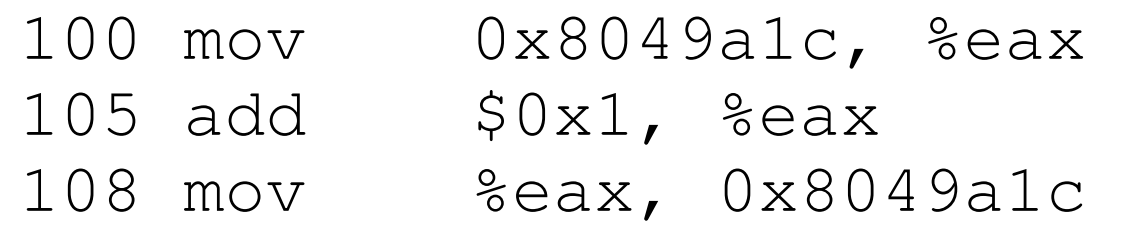 100 mov    0x8049a1c, %eax
105 add    $0x1, %eax
108 mov    %eax, 0x8049a1c